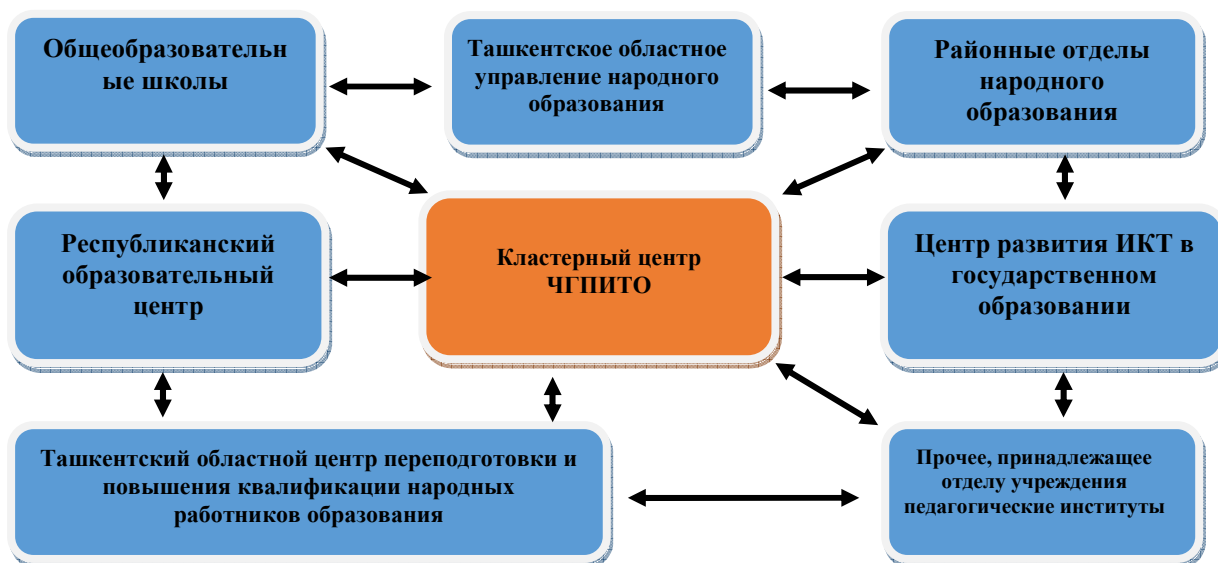 Общеобразовательн
ые школы
Ташкентское областное
управление народного
образования
Районные отделы
народного
образования
Республиканский
образовательный
центр
Кластерный центр
ЧГПИТО
Центр развития ИКТ в
государственном
образовании
Ташкентский областной центр переподготовки и
повышения квалификации народных
работников образования
Прочее, принадлежащее
отделу учреждения
педагогические институты